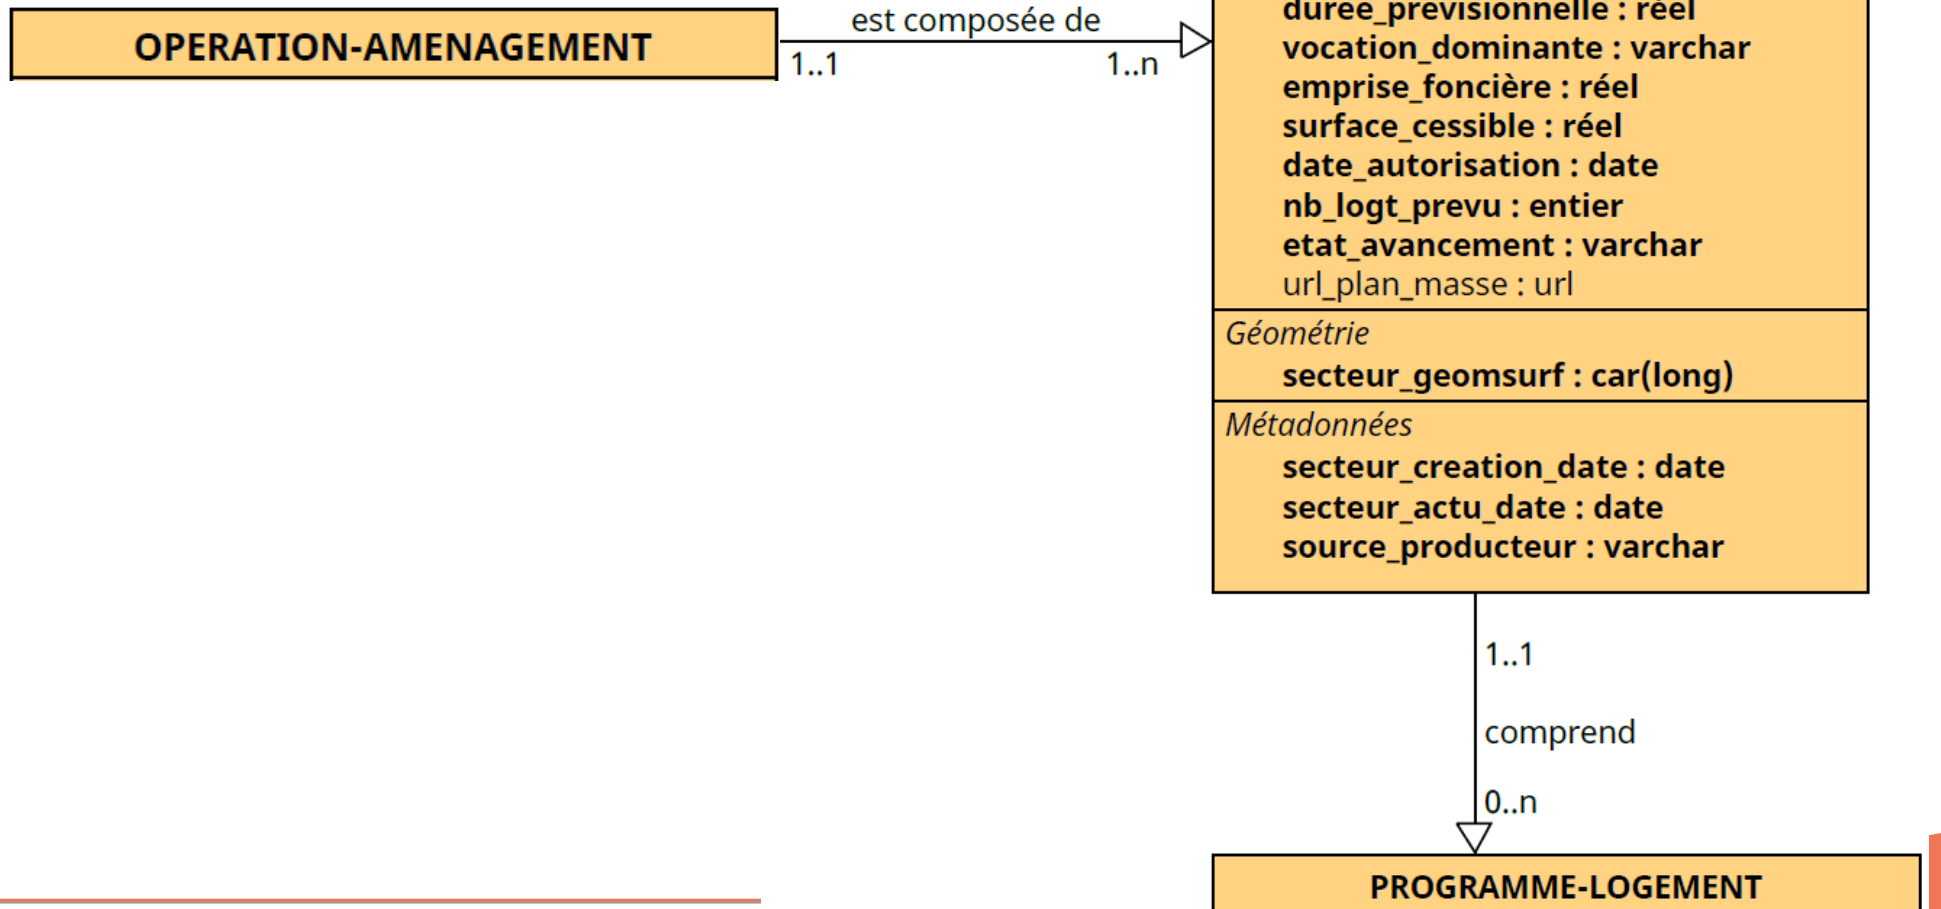 OPERATION-AMENAGEMENT
est composée de
1..1
1..n
durée_prévisionnelle : réel
vocation_dominante : varchar
emprise_foncière : réel
surface_cessible : réel
date_autorisation : date
nb_logt_prevu : entier
etat_avancement : varchar
url_plan_masse : url
Géométrie
secteur_geomsurf : car(long)
Métadonnées
secteur_creation_date : date
secteur_actu_date : date
source_producteur : varchar
1..1
comprend
0..n
PROGRAMME-LOGEMENT